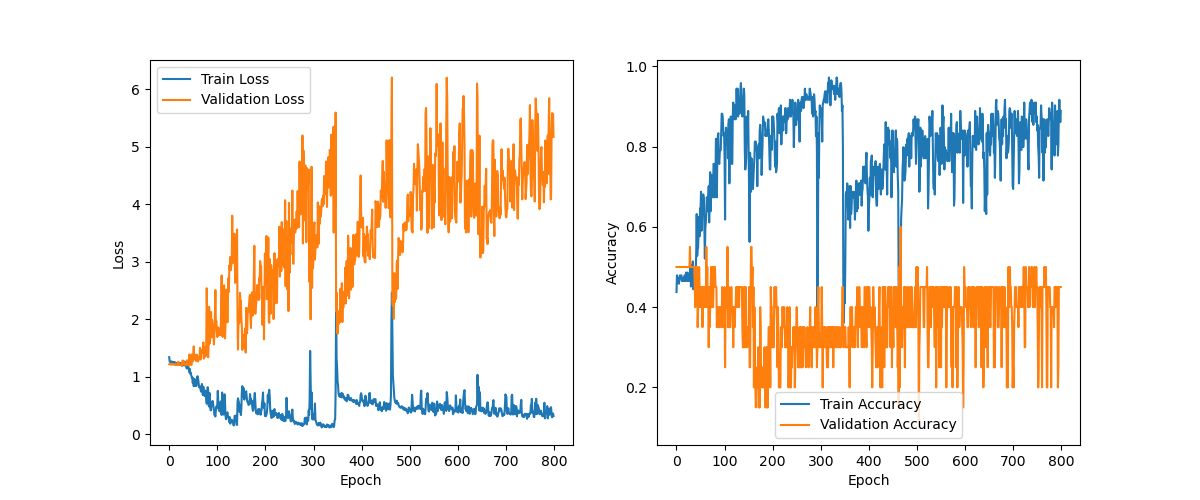 Train Loss
Validation Loss
Loss
6
5
4
3
2
1
0
0 100 200 300 400 500 600 700 800
Epoch
Accuracy
1.0
0.8
0.6
0.4
0.2
Train Accuracy
Validation Accuracy
0 100 200 300 400 500 600 700 800
Epoch